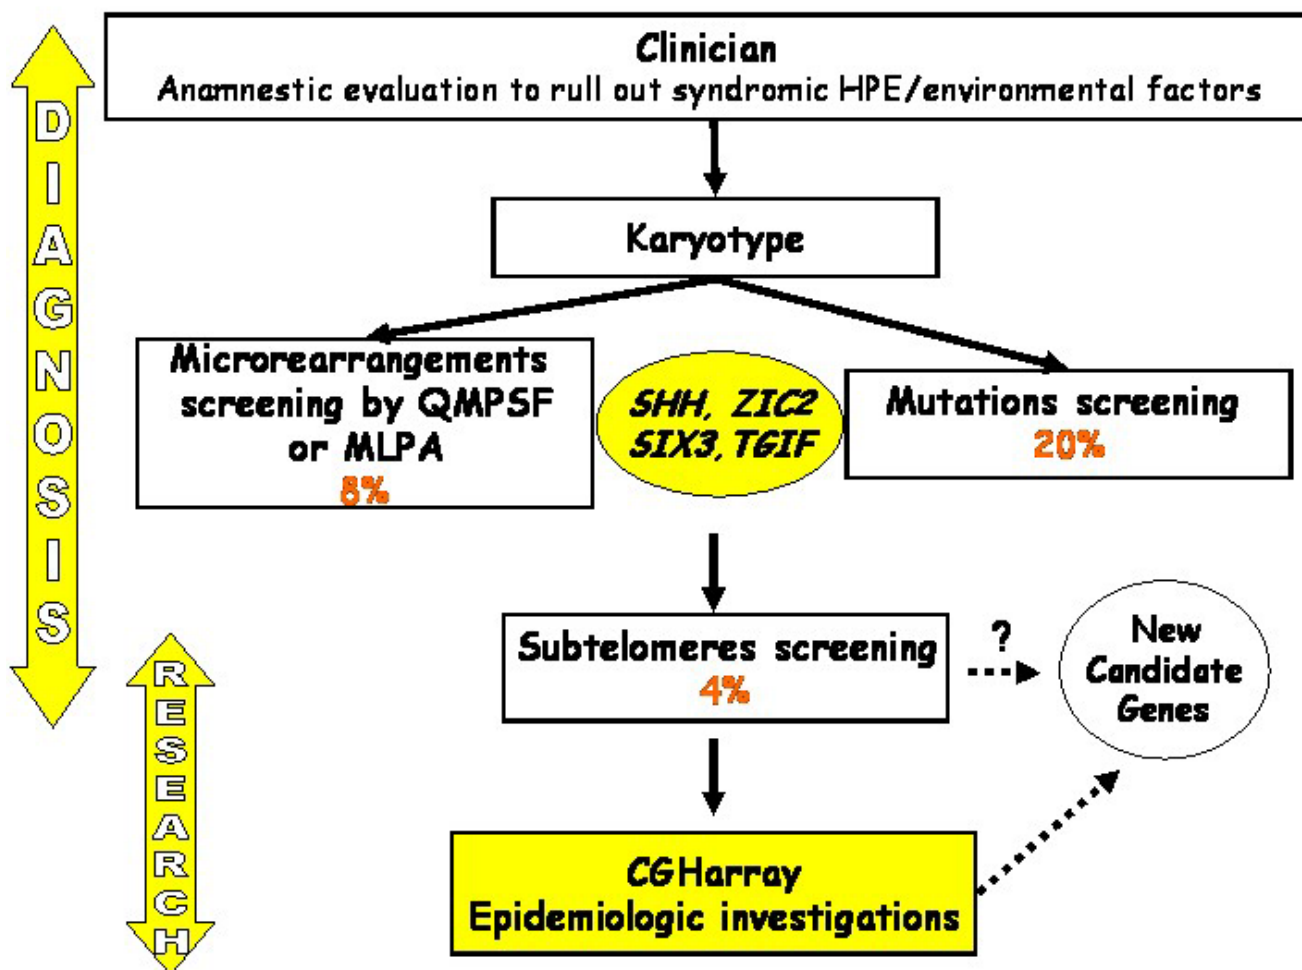 Clinician
Anamnestic evaluation to rull out syndromic HPE/environmental factors
DIAGNOSIS
Karyotype
Microrearrangements
screening by QMPSF
or MLPA
8%
SHH, ZIC2
SIX3, TGIF
Mutations screening
20%
Subtelomeres screening
4%
?
New
Candidate
Genes
RESEARCH
CGHarray
Epidemiologic investigations